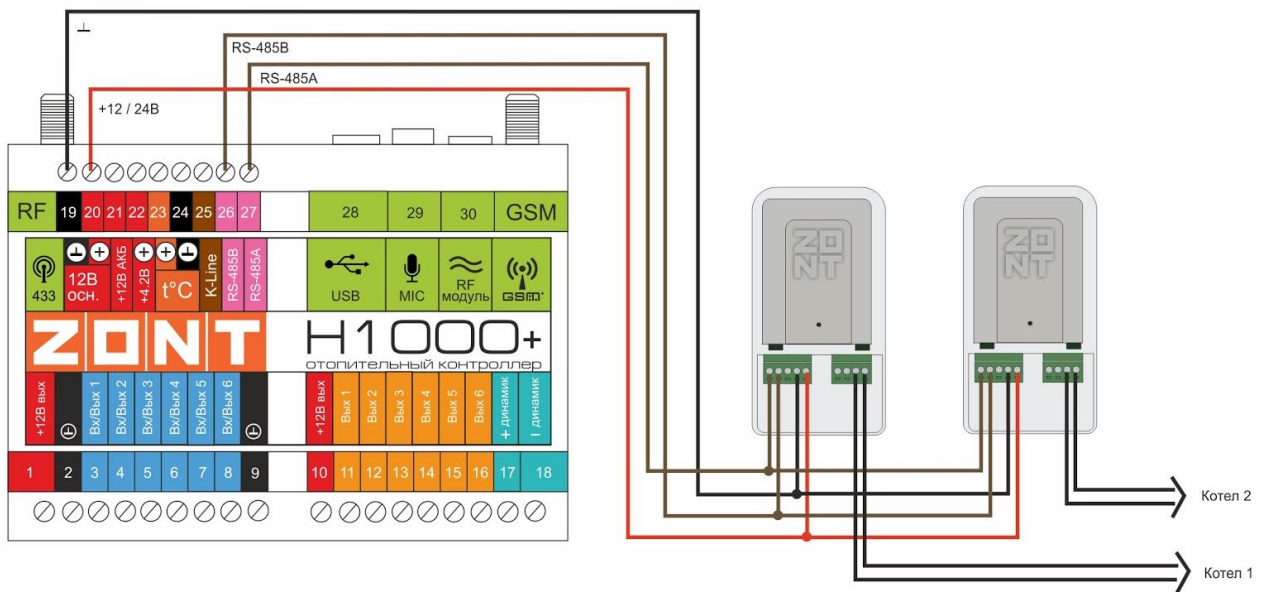 ⊥
RS-485B
RS-485A
+12 / 24В
RF 19 20 21 22 23 24 25 26 27 28 29 30 GSM
433
12В
осн.
+12В АКБ
+4.2В
t°C
K-Line
RS-485B
RS-485A
USB
MIC
RF
модуль
GSM
ZONT
H1000+
отопительный контроллер
+12В вых
Вх/Вых 1
Вх/Вых 2
Вх/Вых 3
Вх/Вых 4
Вх/Вых 5
Вх/Вых 6
+12В вых
Вых 1
Вых 2
Вых 3
Вых 4
Вых 5
Вых 6
+ динамик
– динамик
1 2 3 4 5 6 7 8 9 10 11 12 13 14 15 16 17 18
ZONT
ZONT
Котел 2
Котел 1